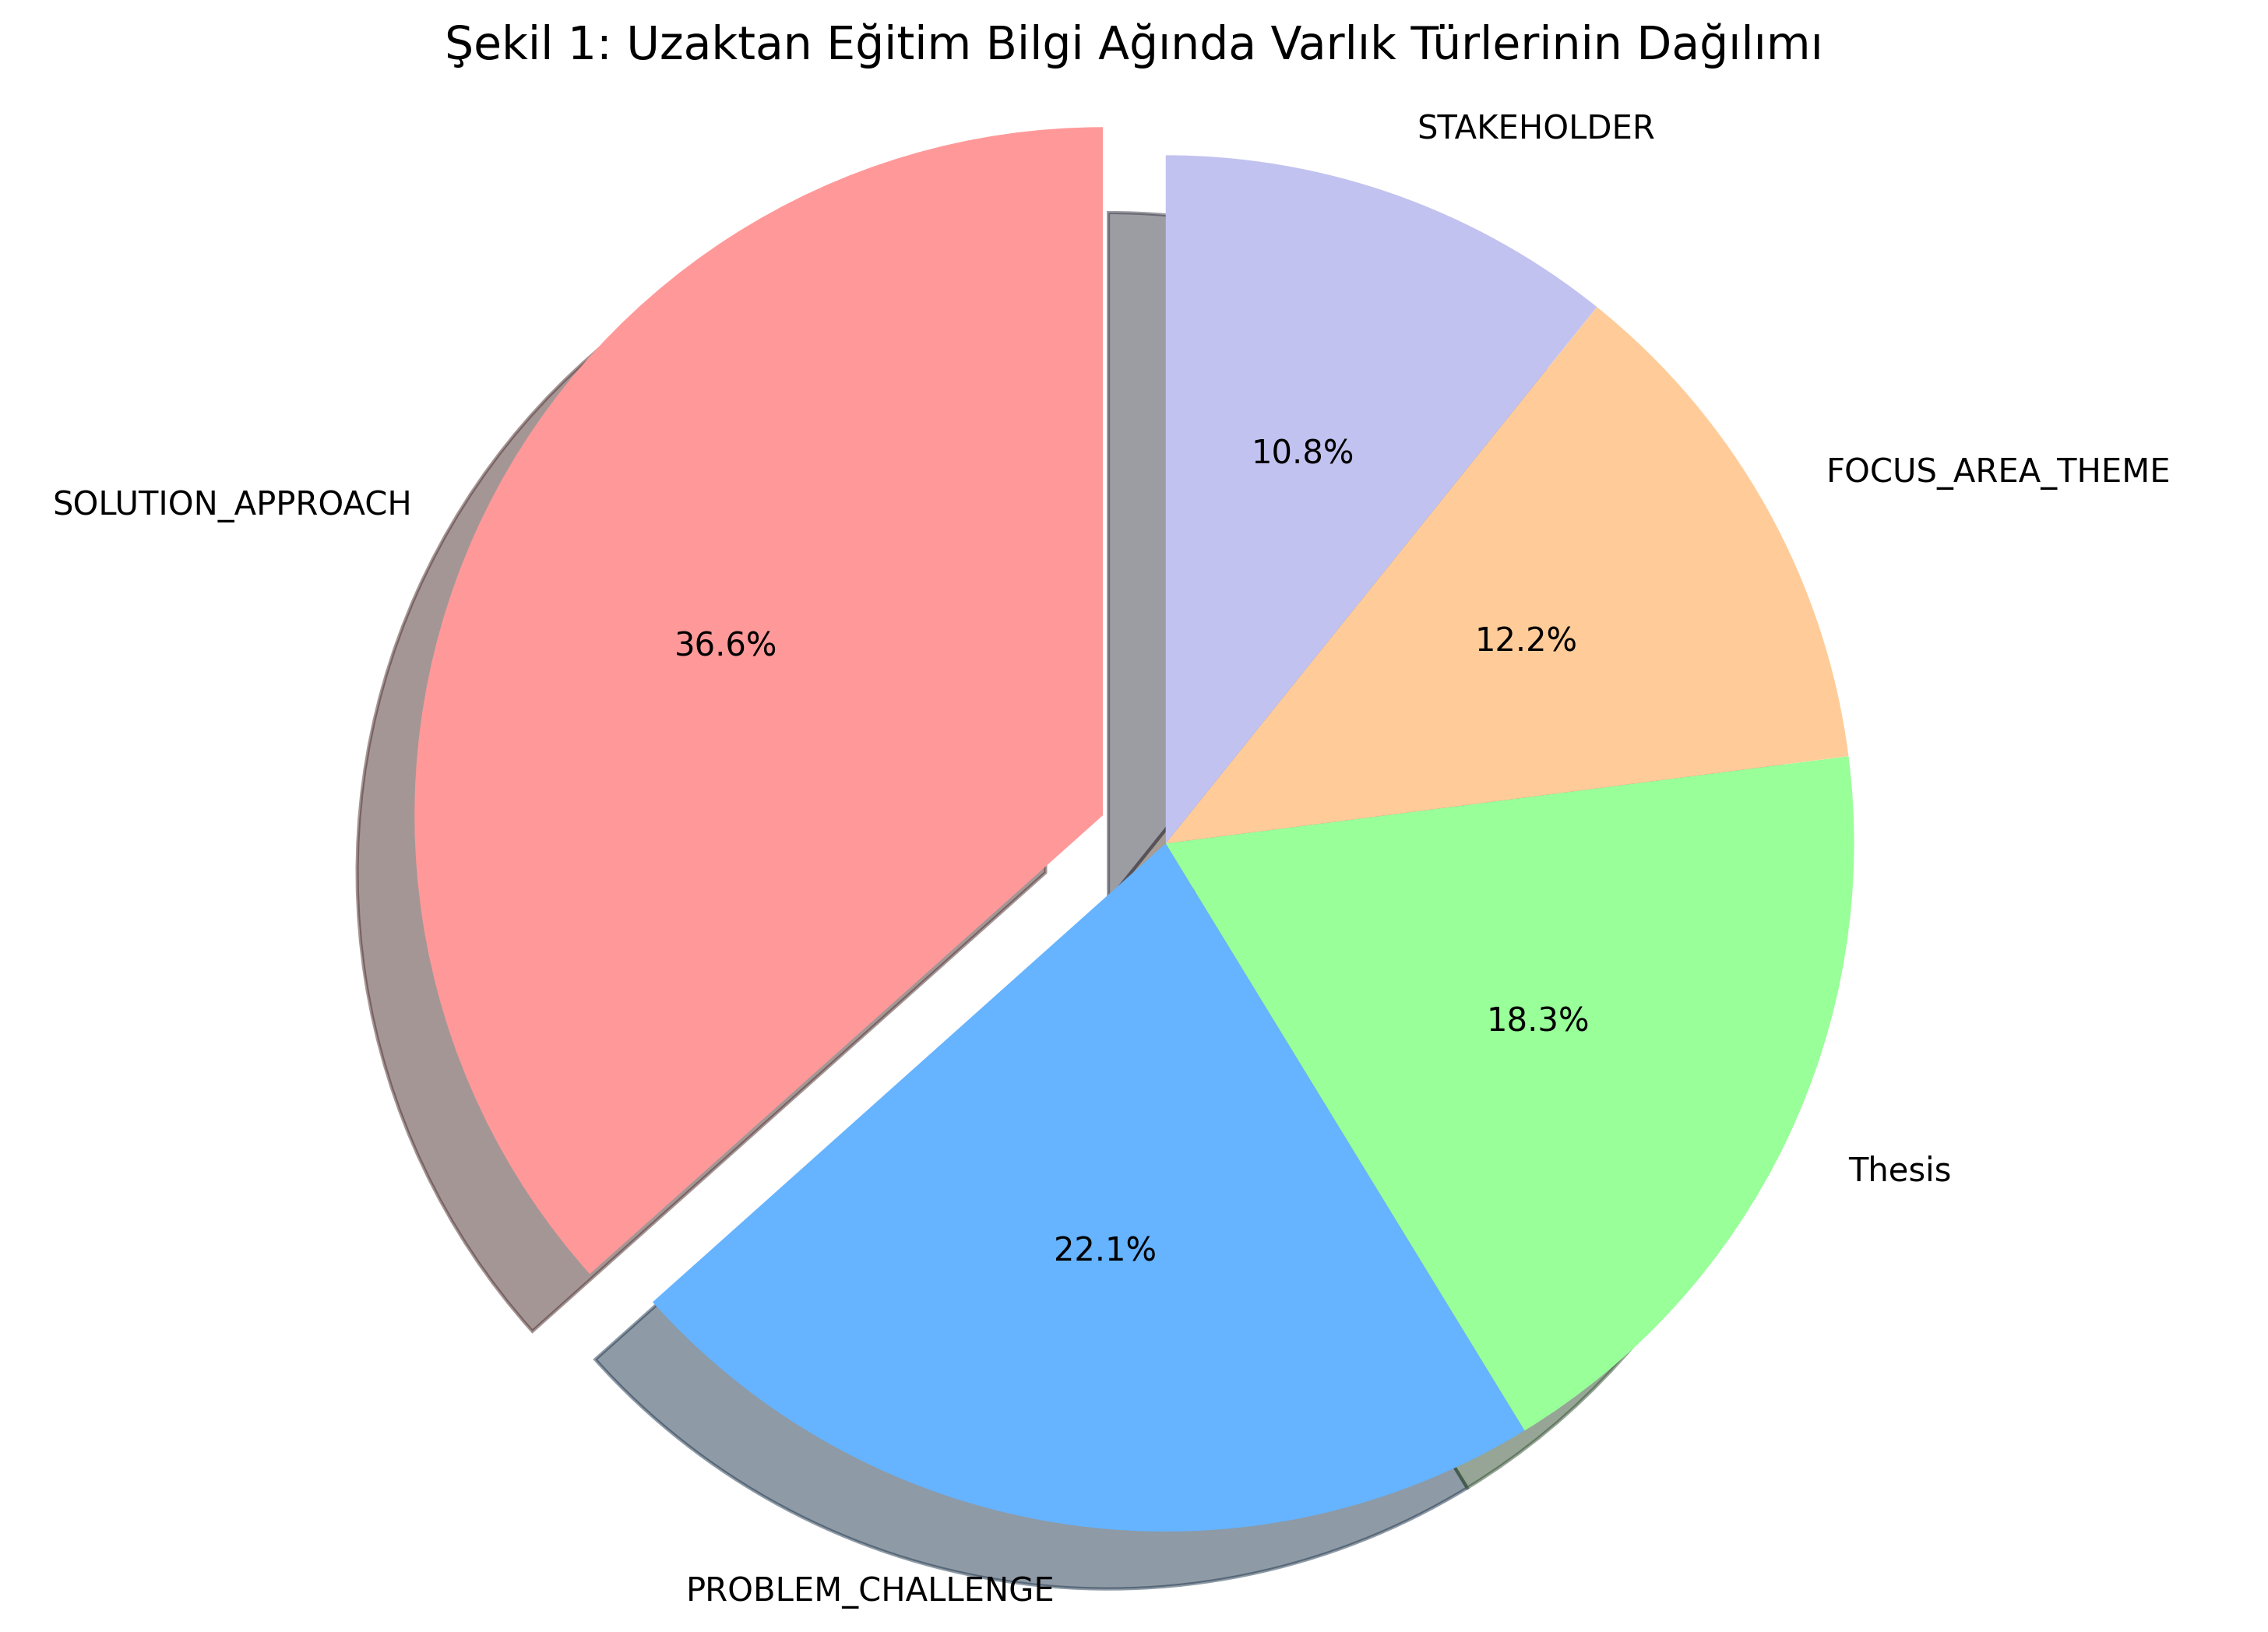 Şekil 1: Uzaktan Eğitim Bilgi Ağında Varlık Türlerinin Dağılımı
STAKEHOLDER
10.8%
FOCUS_AREA_THEME
12.2%
SOLUTION_APPROACH
36.6%
18.3%
Thesis
22.1%
PROBLEM_CHALLENGE